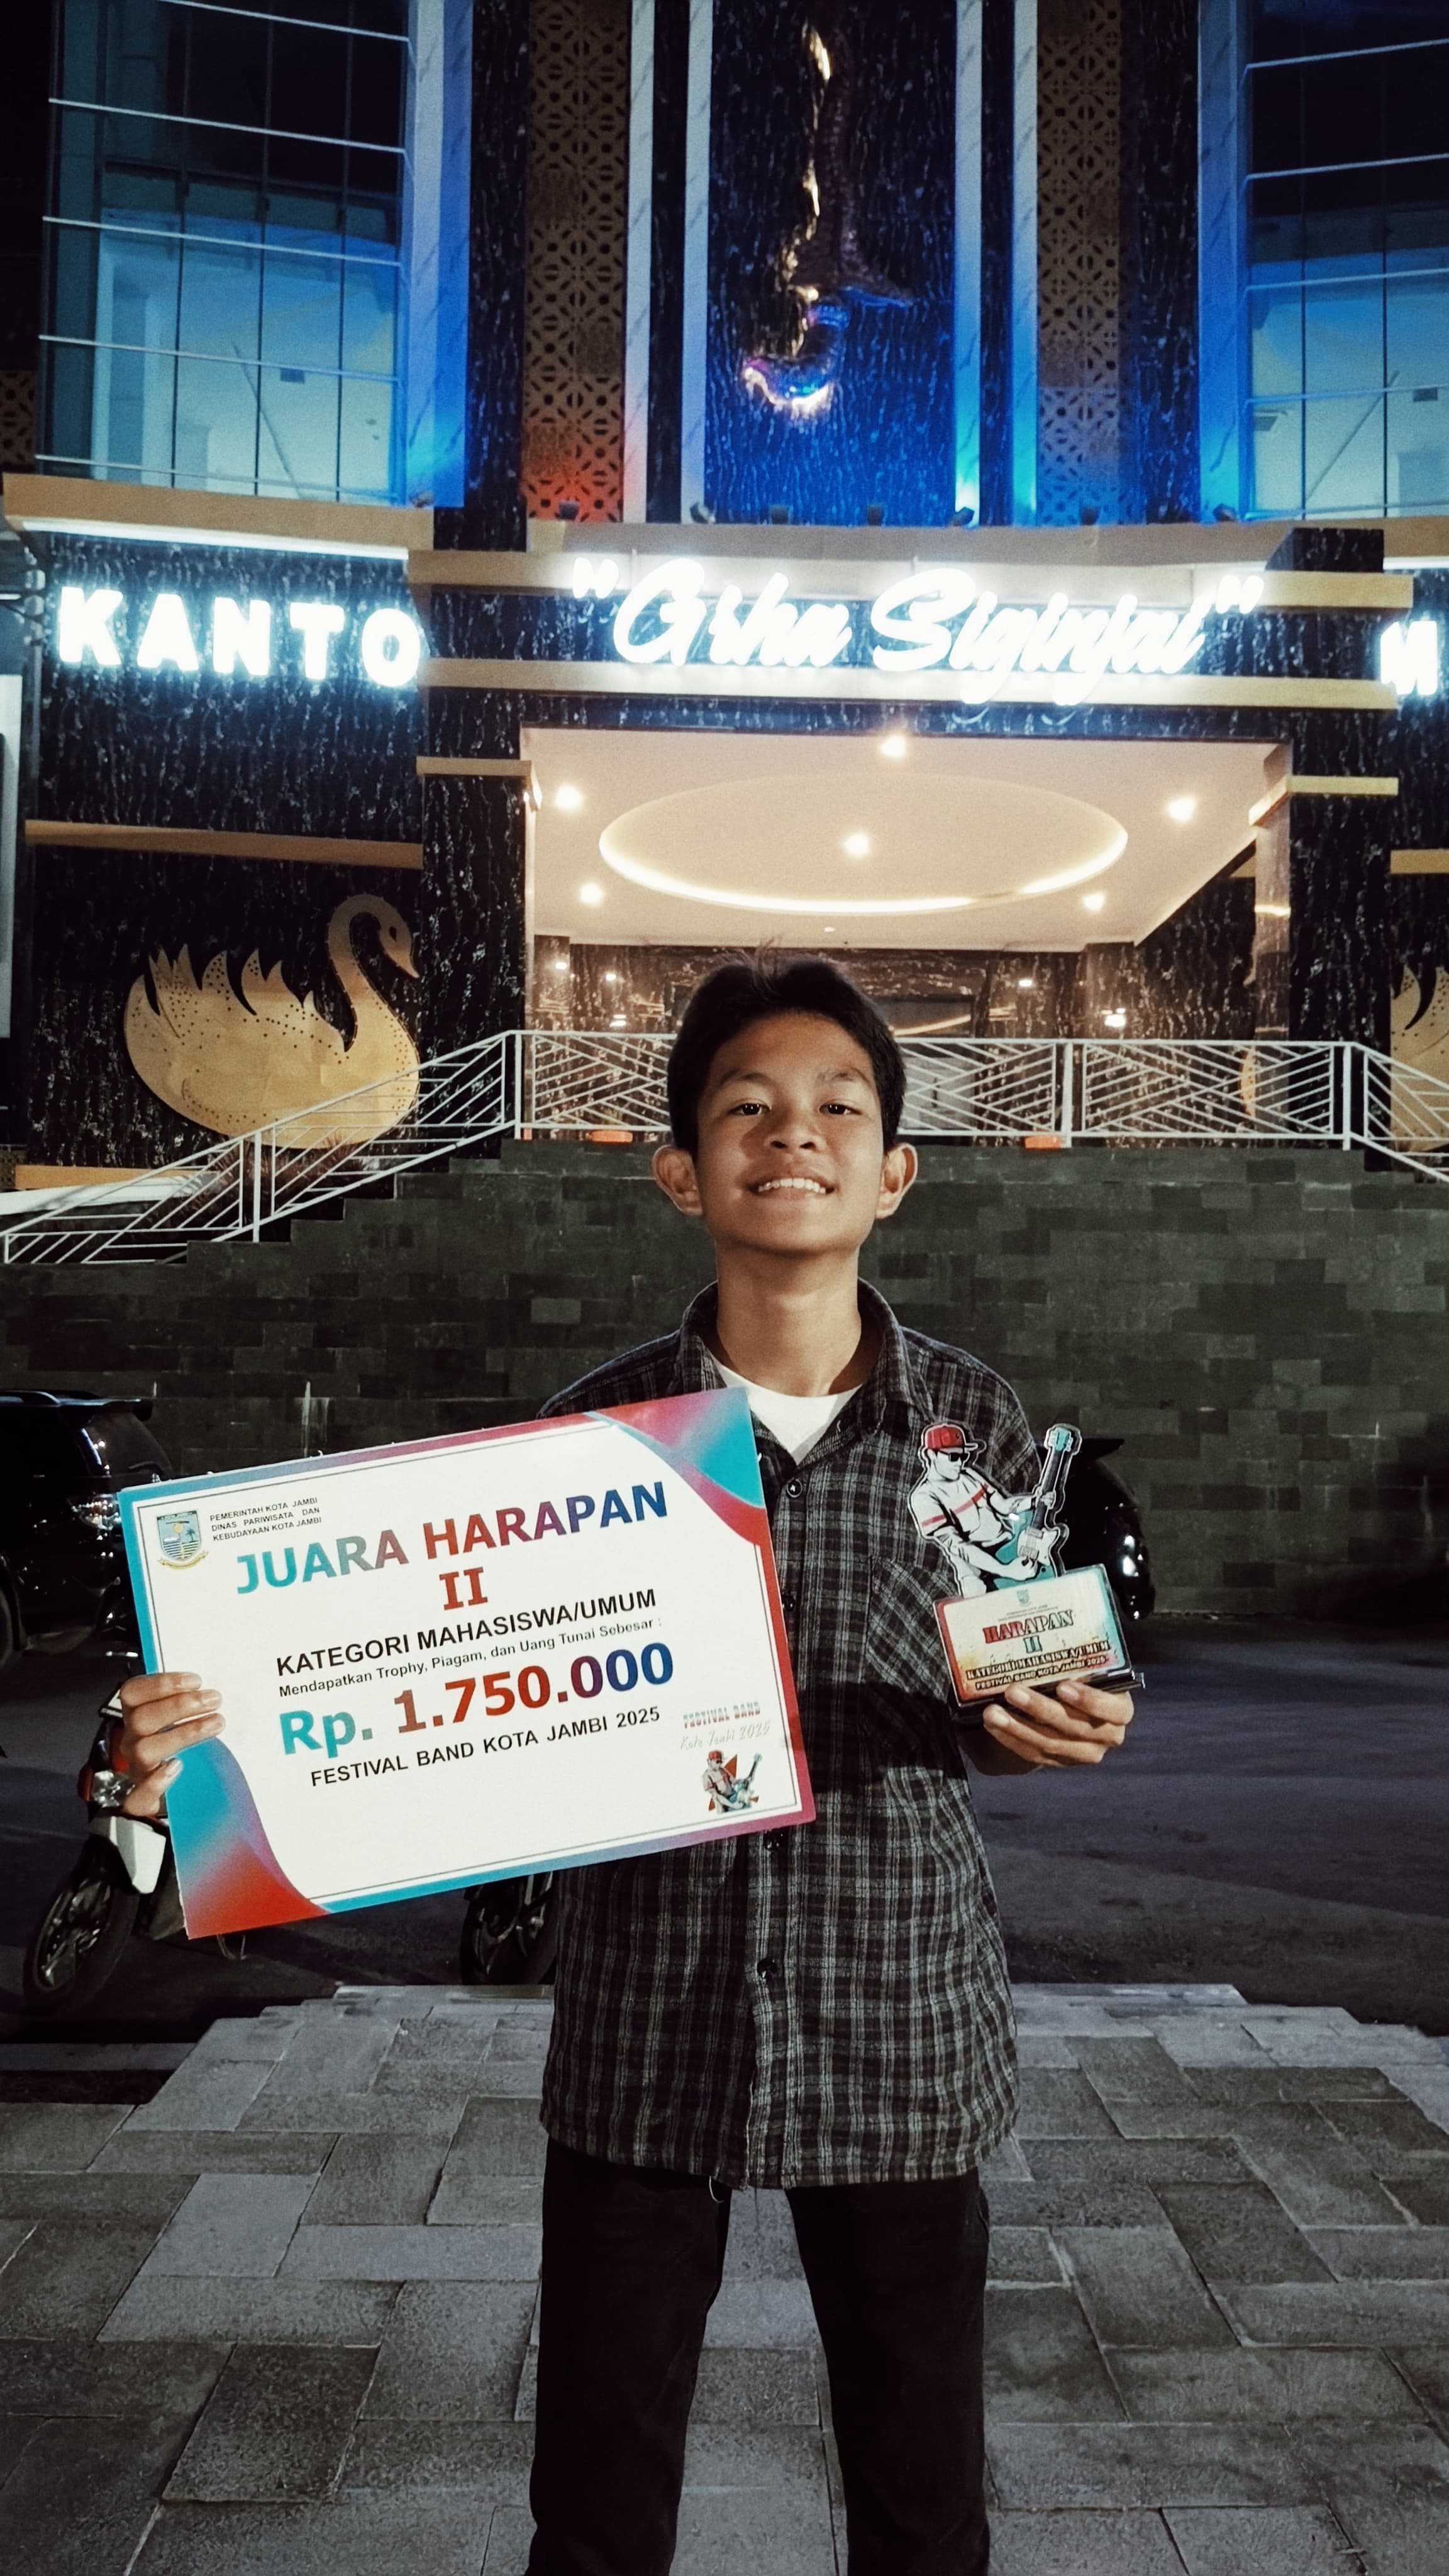 KANTO
"Grha Siginjai"
M
PEMERINTAH KOTA JAMBI
DINAS PARIWISATA DAN
KEBUDAYAAN KOTA JAMBI
JUARA HARAPAN
II
KATEGORI MAHASISWA/UMUM
Mendapatkan Trophy, Piagam, dan Uang Tunai Sebesar :
Rp. 1.750.000
FESTIVAL BAND KOTA JAMBI 2025
FESTIVAL BAND
Kota Jambi 2025
HARAPAN
II
KATEGORI MAHASISWA/UMUM
FESTIVAL BAND KOTA JAMBI 2025